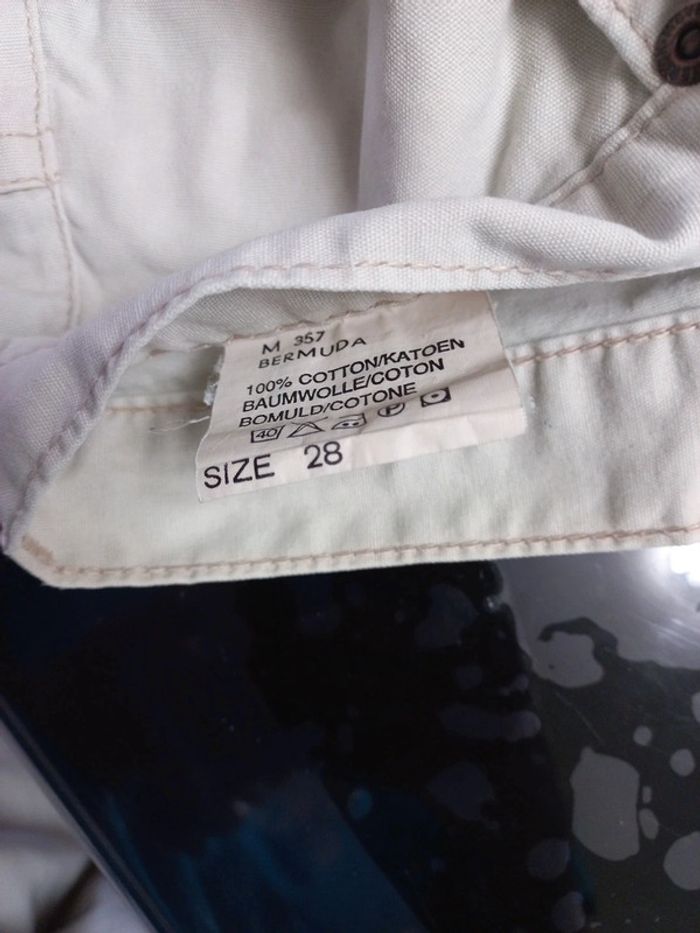 M 357
BERMUDA
100% COTTON/KATOEN
BAUMWOLLE/COTON
BOMULD/COTONE
40 P
SIZE 28